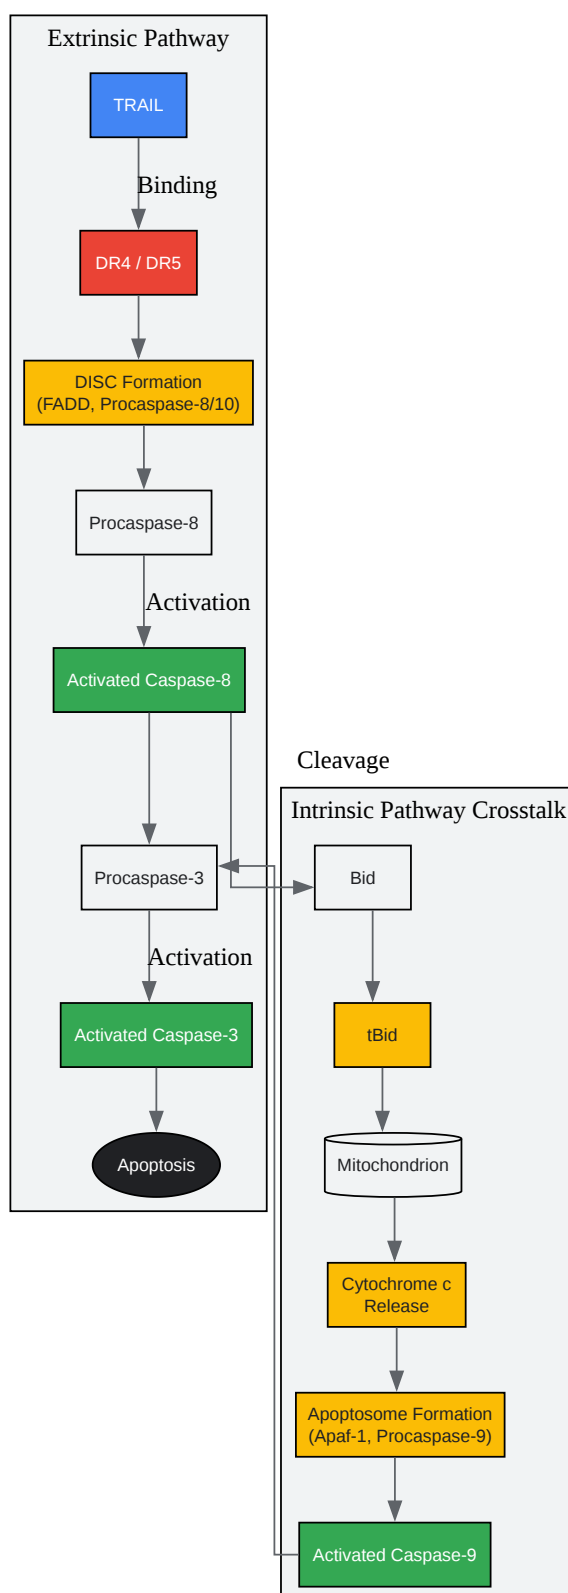 Extrinsic Pathway
TRAIL
Binding
DR4 / DR5
DISC Formation
(FADD, Procaspase-8/10)
Procaspase-8
Activation
Activated Caspase-8
Cleavage
Intrinsic Pathway Crosstalk
Procaspase-3
Bid
Activation
Activated Caspase-3
tBid
Apoptosis
Mitochondrion
Cytochrome c
Release
Apoptosome Formation
(Apaf-1, Procaspase-9)
Activated Caspase-9